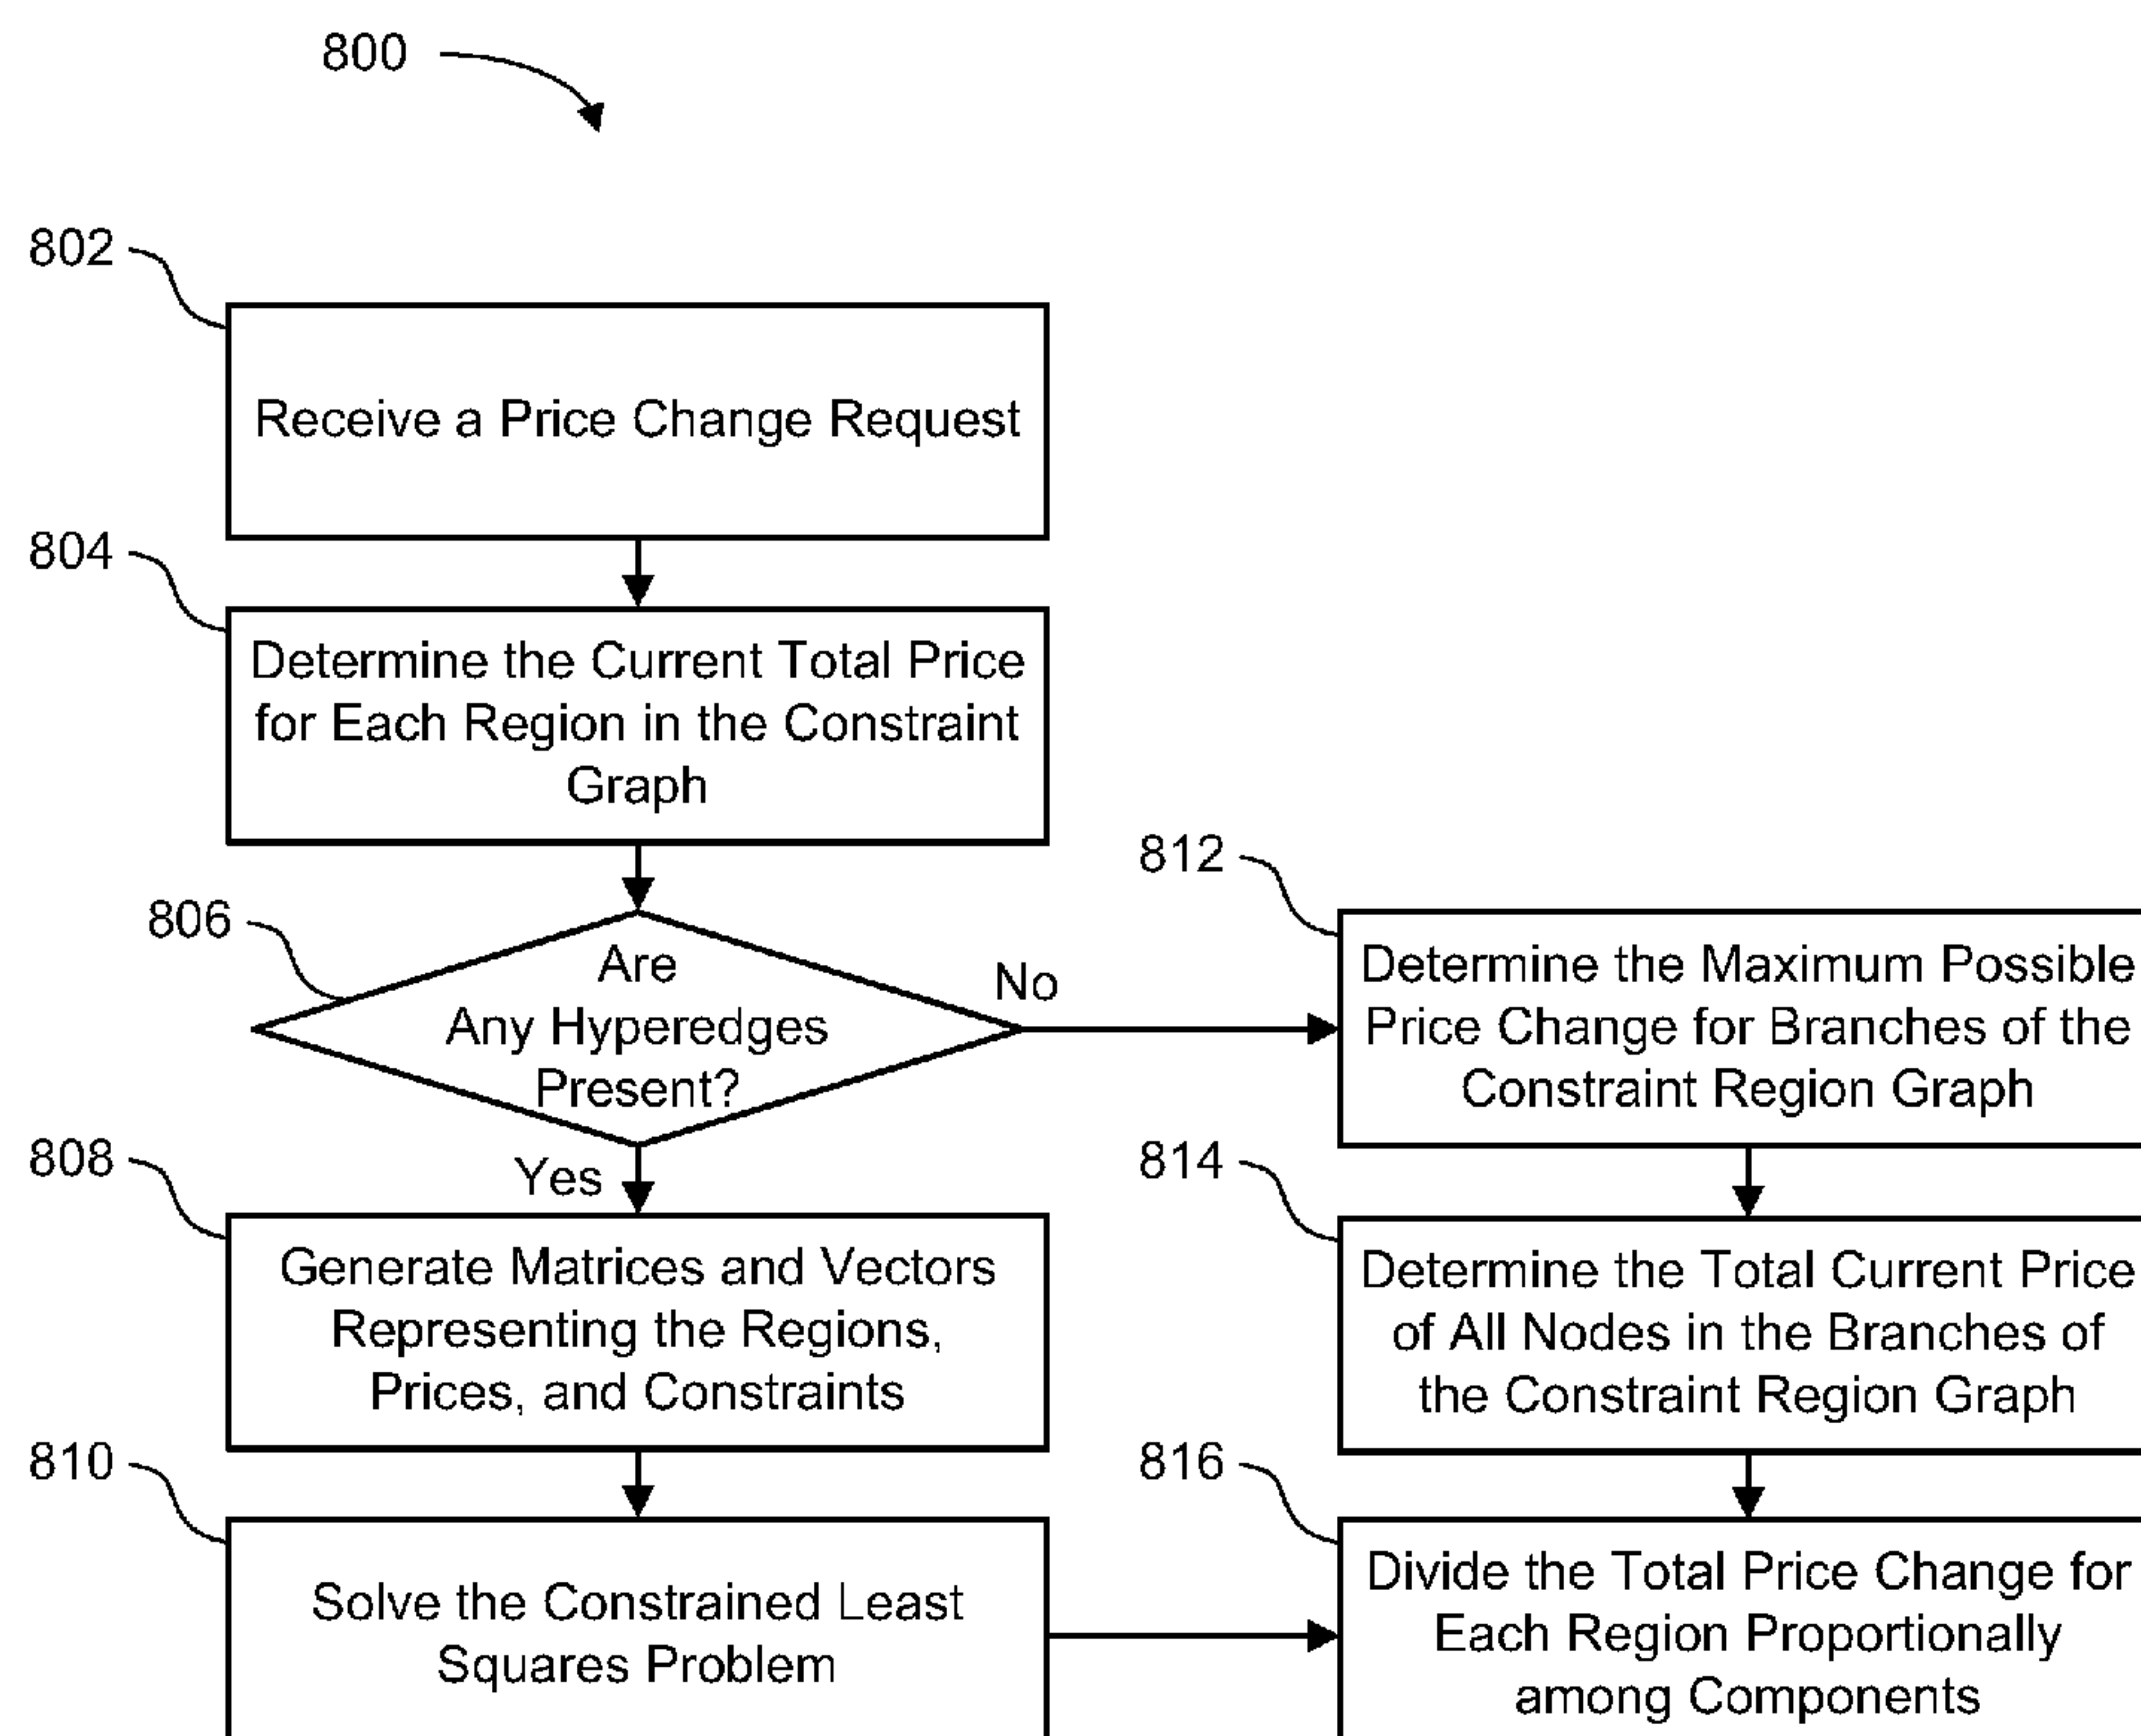 800
802
Receive a Price Change Request
804
Determine the Current Total Price
for Each Region in the Constraint
Graph
806
Are
Any Hyperedges
Present?
No
Yes
808
Generate Matrices and Vectors
Representing the Regions,
Prices, and Constraints
810
Solve the Constrained Least
Squares Problem
812
Determine the Maximum Possible
Price Change for Branches of the
Constraint Region Graph
814
Determine the Total Current Price
of All Nodes in the Branches of
the Constraint Region Graph
816
Divide the Total Price Change for
Each Region Proportionally
among Components